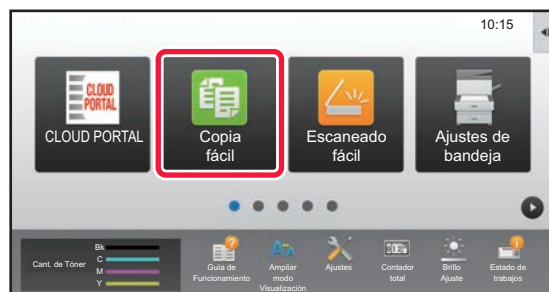 10:15
CLOUD
PORTAL
CLOUD PORTAL
Copia
fácil
Escaneado
fácil
Ajustes de
bandeja
Cant. de Tóner
Bk
C
M
Y
Guía de
Funcionamiento
Ampliar
modo
Visualización
Ajustes
Contador
total
Brillo
Ajuste
Estado de
trabajos